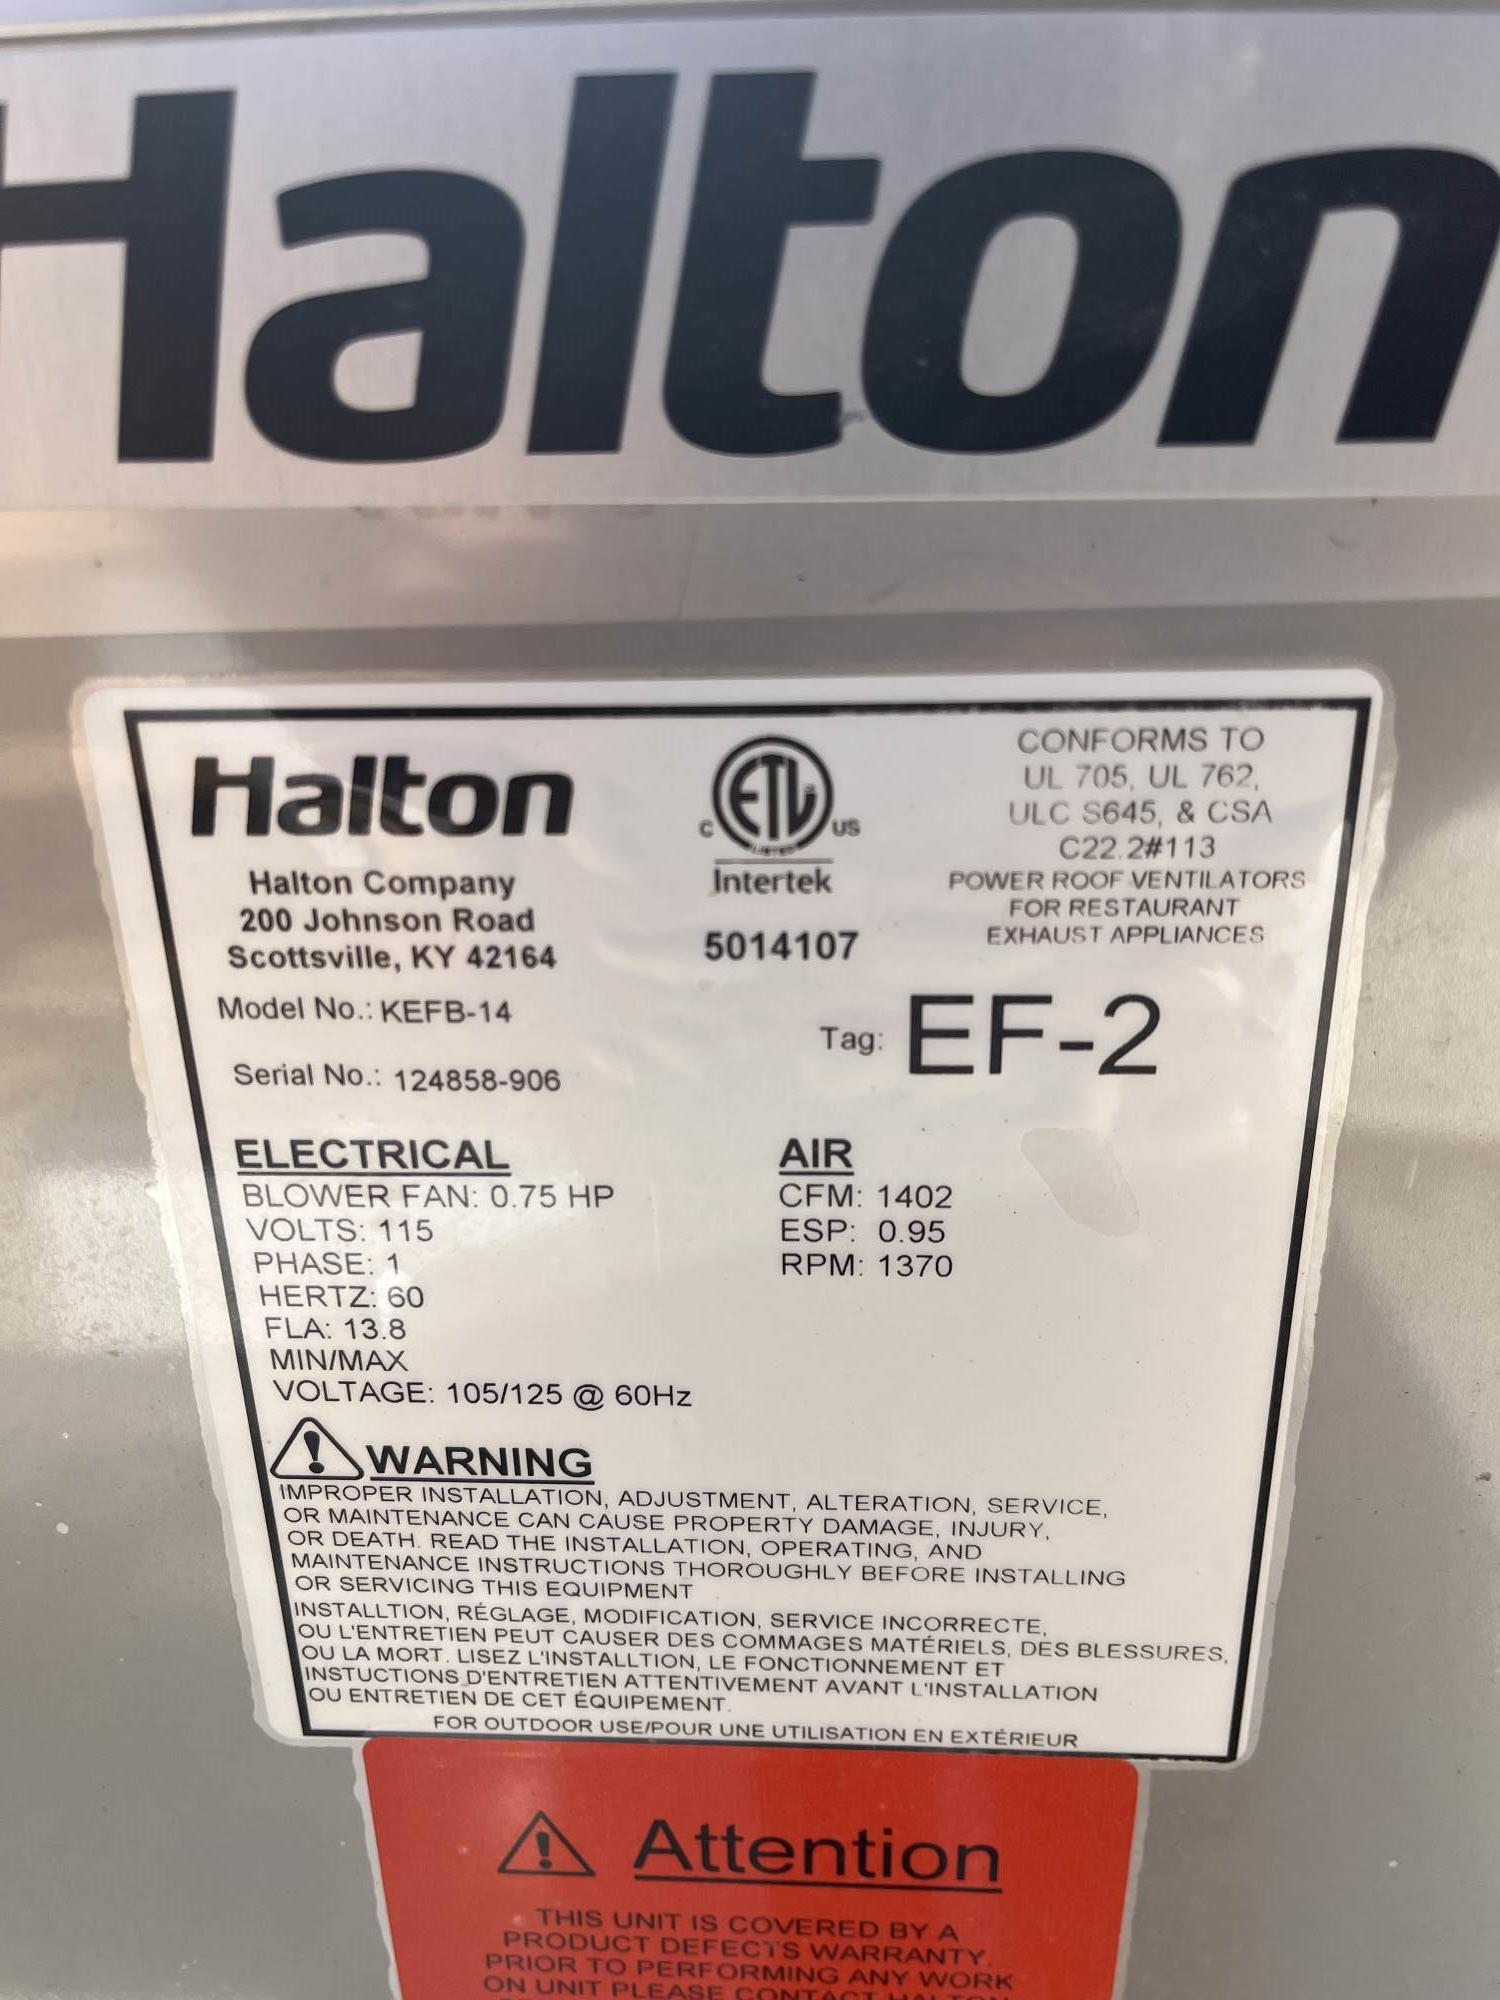 Halton
Halton
Halton Company
200 Johnson Road
Scottsville, KY 42164
C ETL US
LISTED
Intertek
5014107
CONFORMS TO
UL 705, UL 762,
ULC S645, & CSA
C22.2#113
POWER ROOF VENTILATORS
FOR RESTAURANT
EXHAUST APPLIANCES
Model No.: KEFB-14
Tag: EF-2
Serial No.: 124858-906
ELECTRICAL
BLOWER FAN: 0.75 HP
VOLTS: 115
PHASE: 1
HERTZ: 60
FLA: 13.8
MIN/MAX
VOLTAGE: 105/125 @ 60Hz
AIR
CFM: 1402
ESP: 0.95
RPM: 1370
WARNING
IMPROPER INSTALLATION, ADJUSTMENT, ALTERATION, SERVICE,
OR MAINTENANCE CAN CAUSE PROPERTY DAMAGE, INJURY,
OR DEATH. READ THE INSTALLATION, OPERATING, AND
MAINTENANCE INSTRUCTIONS THOROUGHLY BEFORE INSTALLING
OR SERVICING THIS EQUIPMENT
INSTALLTION, RÉGLAGE, MODIFICATION, SERVICE INCORRECTE,
OU L'ENTRETIEN PEUT CAUSER DES COMMAGES MATÉRIELS, DES BLESSURES,
OU LA MORT. LISEZ L'INSTALLTION, LE FONCTIONNEMENT ET
INSTUCTIONS D'ENTRETIEN ATTENTIVEMENT AVANT L'INSTALLATION
OU ENTRETIEN DE CET ÉQUIPEMENT.
FOR OUTDOOR USE/POUR UNE UTILISATION EN EXTÉRIEUR
Attention
THIS UNIT IS COVERED BY A
PRODUCT DEFECTS WARRANTY.
PRIOR TO PERFORMING ANY WORK
ON UNIT PLEASE CONTACT HALTON